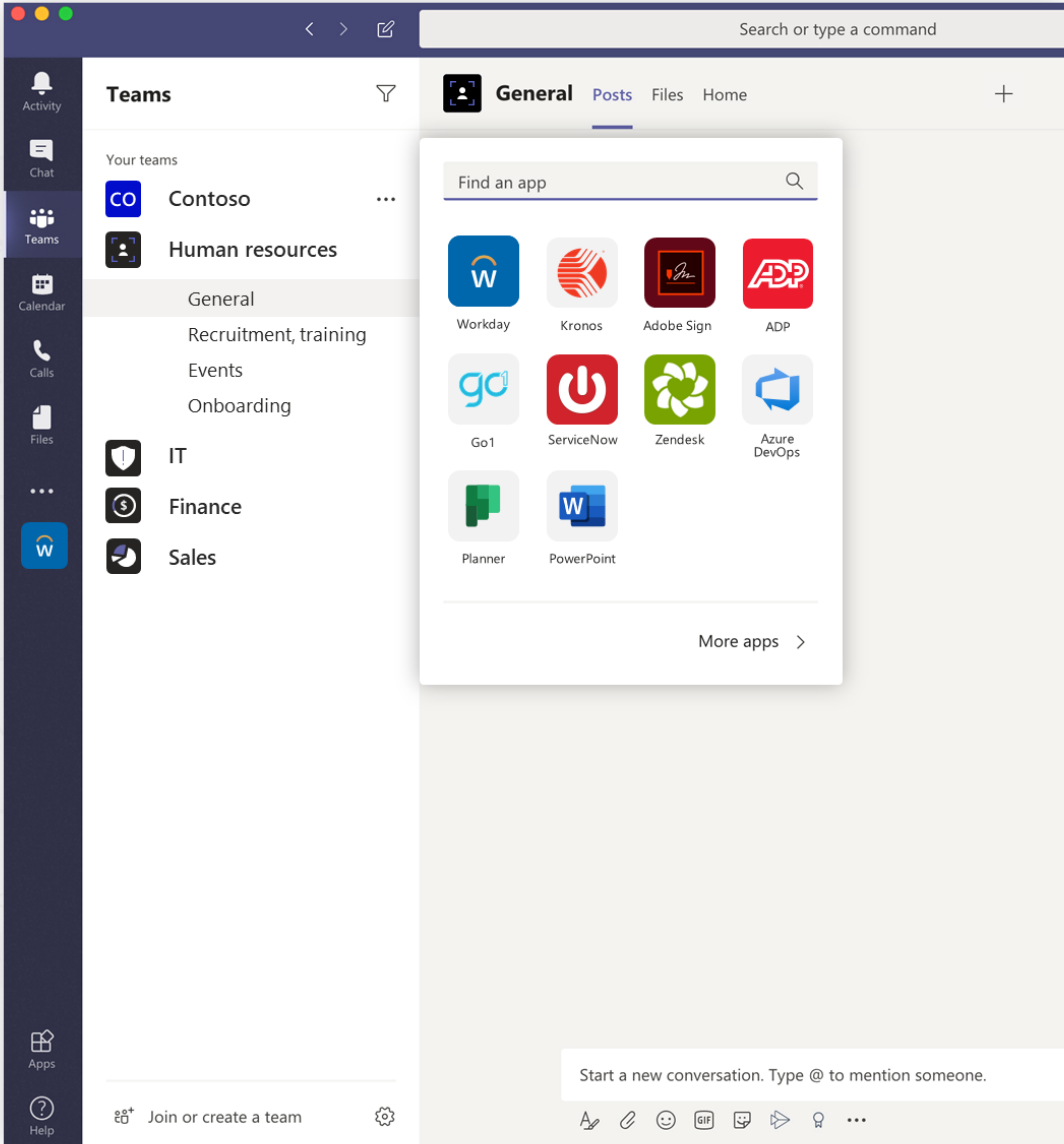 Search or type a command
Activity
Chat
Teams
Calendar
Calls
Files
Apps
Help
Teams
Your teams
CO Contoso
Human resources
General
Recruitment, training
Events
Onboarding
IT
$ Finance
Sales
Join or create a team
General Posts Files Home
Find an app
W
Workday
Kronos
Adobe Sign
ADP
ADP
go1
Go1
ServiceNow
Zendesk
Azure
DevOps
Planner
W
PowerPoint
More apps
Start a new conversation. Type @ to mention someone.
GIF